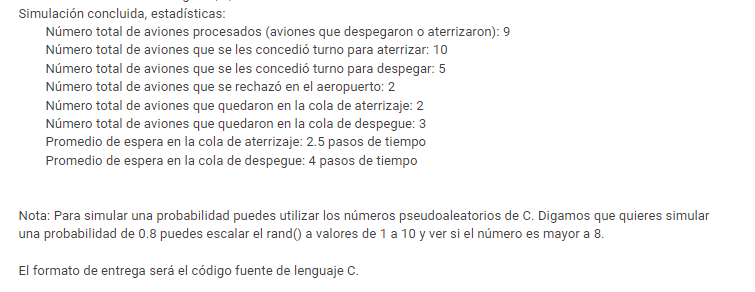 Simulación concluida, estadísticas:
Número total de aviones procesados (aviones que despegaron o aterrizaron): 9
Número total de aviones que se les concedió turno para aterrizar: 10
Número total de aviones que se les concedió turno para despegar: 5
Número total de aviones que se rechazó en el aeropuerto: 2
Número total de aviones que quedaron en la cola de aterrizaje: 2
Número total de aviones que quedaron en la cola de despegue: 3
Promedio de espera en la cola de aterrizaje: 2.5 pasos de tiempo
Promedio de espera en la cola de despegue: 4 pasos de tiempo
Nota: Para simular una probabilidad puedes utilizar los números pseudoaleatorios de C. Digamos que quieres simular
una probabilidad de 0.8 puedes escalar el rand() a valores de 1 a 10 y ver si el número es mayor a 8.
El formato de entrega será el código fuente de lenguaje C.